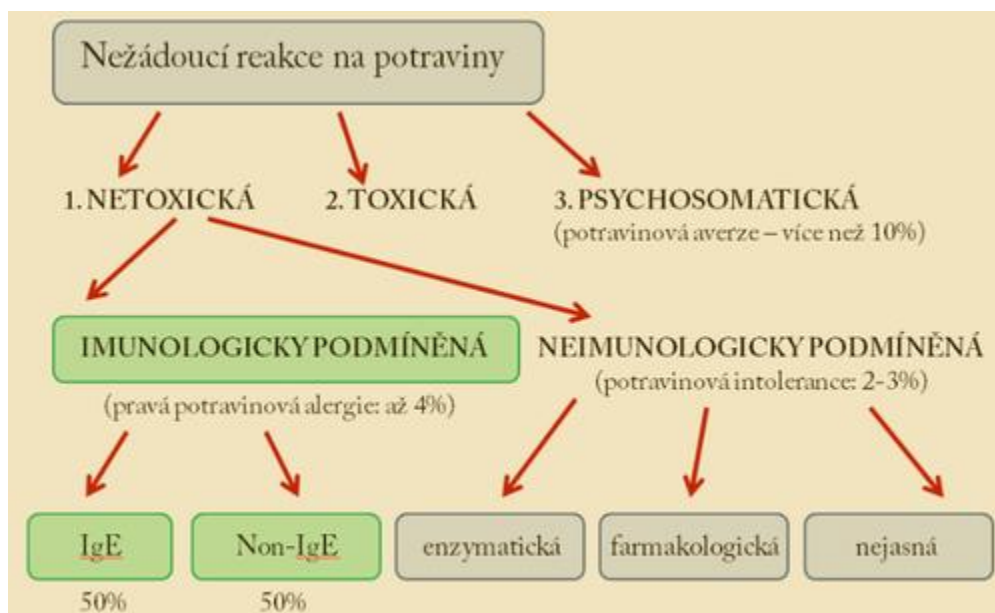 Nežádoucí reakce na potraviny
1. NETOXICKÁ
2. TOXICKÁ
3. PSYCHOSOMATICKÁ
(potravinová averze – více než 10%)
IMUNOLOGICKY PODMÍNĚNÁ
(pravá potravinová alergie: až 4%)
NEIMUNOLOGICKY PODMÍNĚNÁ
(potravinová intolerance: 2-3%)
IgE
50%
Non-IgE
50%
enzymatická
farmakologická
nejasná